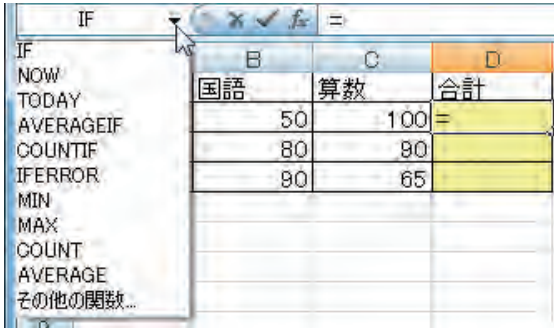 IF fx =
IF
NOW
TODAY
AVERAGEIF
COUNTIF
IFERROR
MIN
MAX
COUNT
AVERAGE
その他の関数...
B C D
国語 算数 合計
50 100 =
80 90
90 65